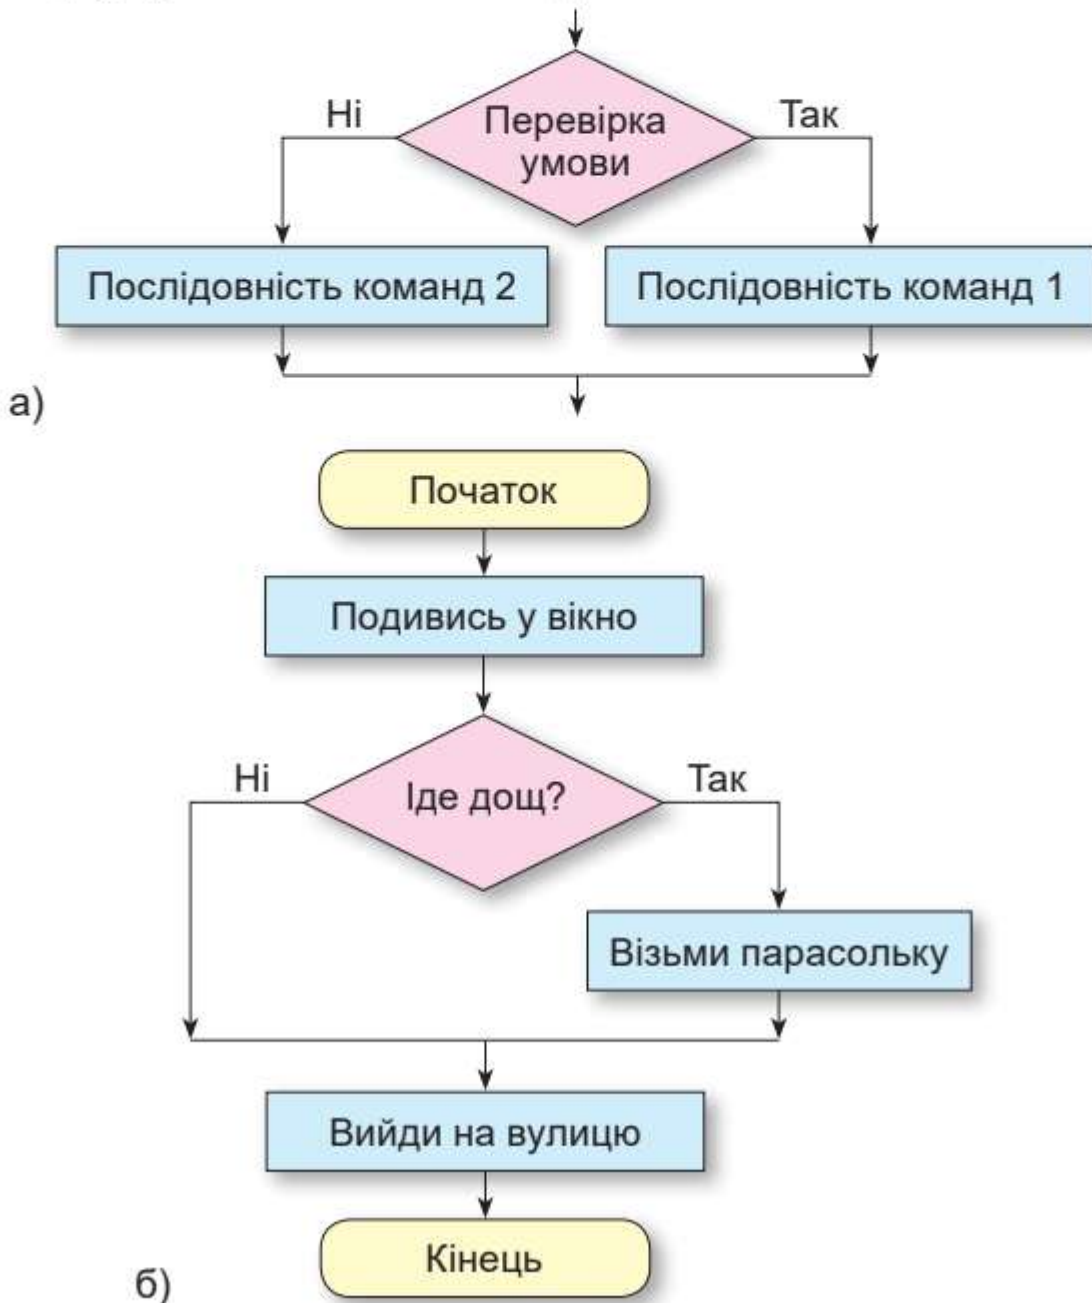 Ні
Так
Перевірка
умови
Послідовність команд 2
Послідовність команд 1
а)
Початок
Подивись у вікно
Ні
Так
Іде дощ?
Візьми парасольку
Вийди на вулицю
Кінець
б)